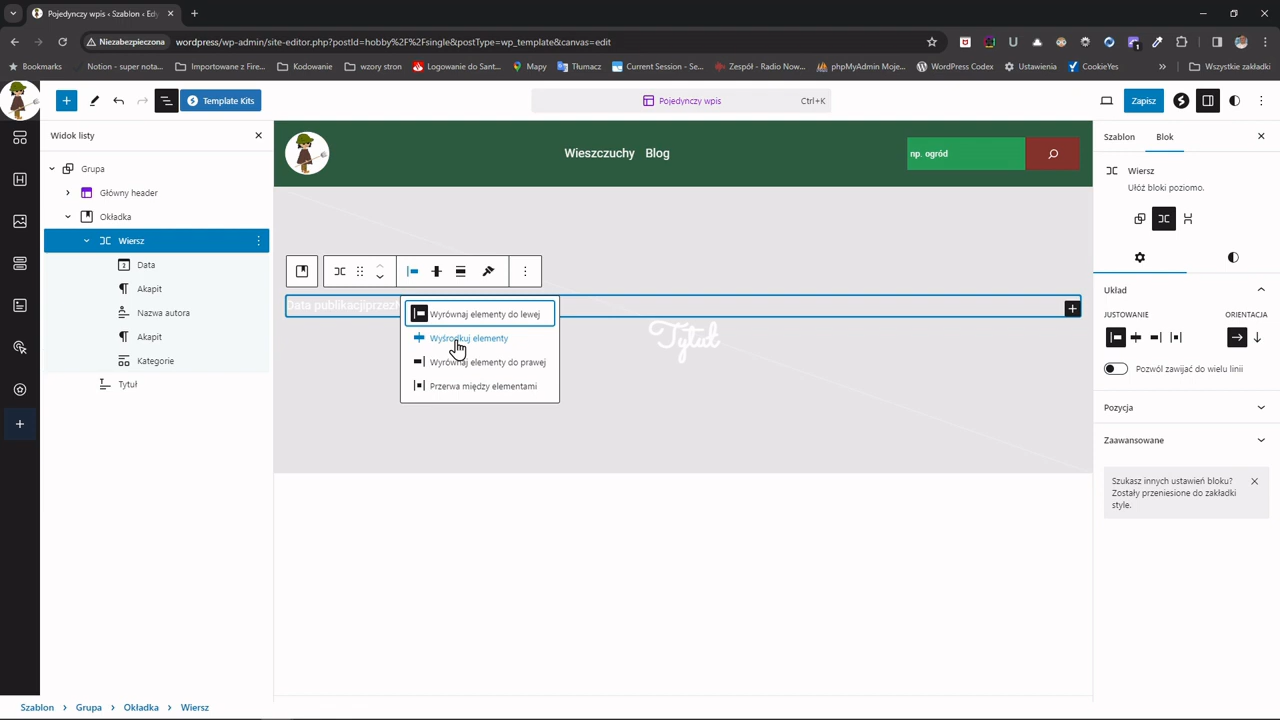 Pojedynczy wpis ‹ Szablon ‹ Edy
Niezabezpieczona
wordpress/wp-admin/site-editor.php?postId=hobby%2F%2Fsingle&postType=wp_template&canvas=edit
Bookmarks
Notion - super nota...
Importowane z Fire...
Kodowanie
wzory stron
Logowanie do Sant...
Mapy
Tłumacz
Current Session - Se...
Zespół - Rozwój No...
phpMyAdmin Moje...
WordPress Codex
Ustawienia
CookieYes
Wszystkie zakładki
Template Kits
Pojedynczy wpis
Ctrl+K
Zapisz
Widok listy
Grupa
Główny header
Okładka
Wiersz
Data
Akapit
Nazwa autora
Akapit
Kategorie
Tytuł
Wieszczuchy
Blog
np. ogród
Data publikacjiprzez
Wyrównaj elementy do lewej
Wyśrodkuj elementy
Wyrównaj elementy do prawej
Przerwa między elementami
Tytuł
Szablon
Blok
Wiersz
Ułóż bloki poziomo.
Układ
JUSTOWANIE
ORIENTACJA
Pozwól zawijać do wielu linii
Pozycja
Zaawansowane
Szukasz innych ustawień bloku?
Zostały przeniesione do zakładki
style.
Szablon
Grupa
Okładka
Wiersz